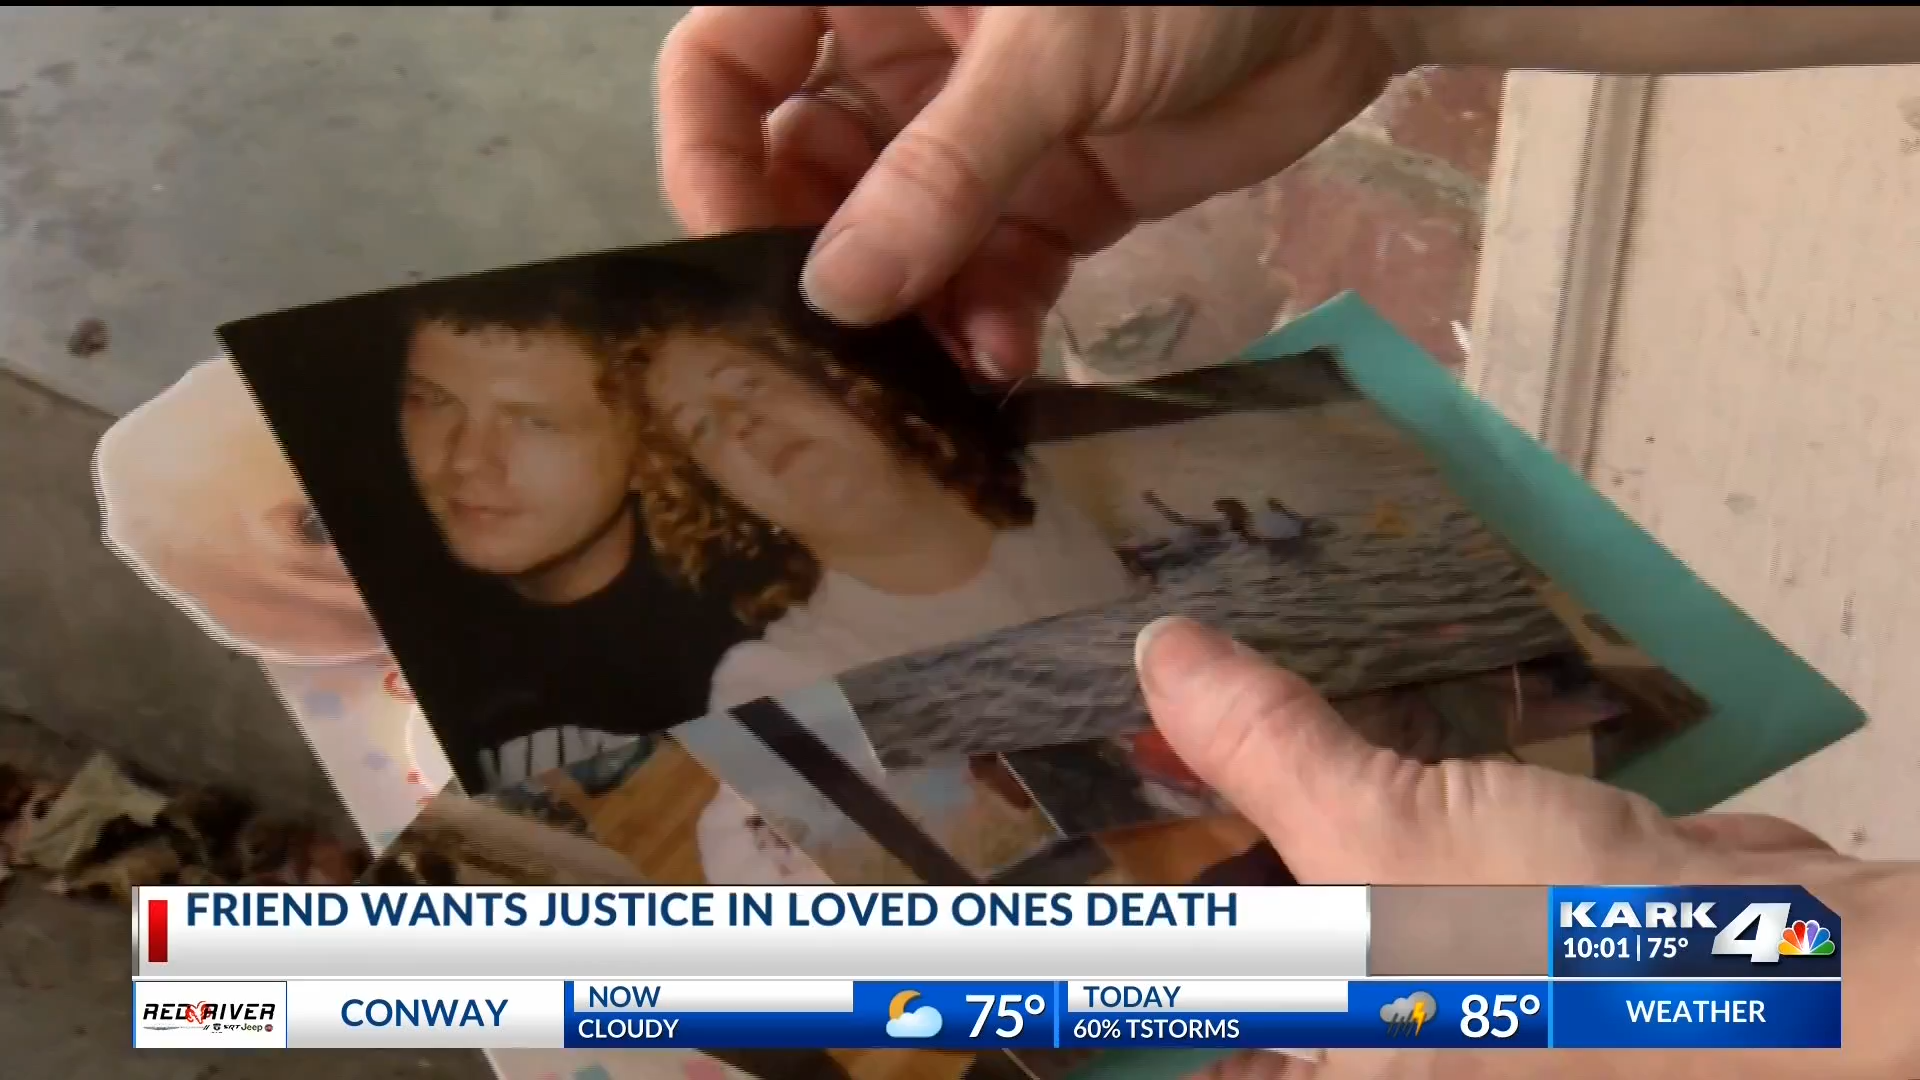 FRIEND WANTS JUSTICE IN LOVED ONES DEATH
KARK 4
10:01 | 75°
RED RIVER
CONWAY
NOW
CLOUDY
75°
TODAY
60% TSTORMS
85°
WEATHER